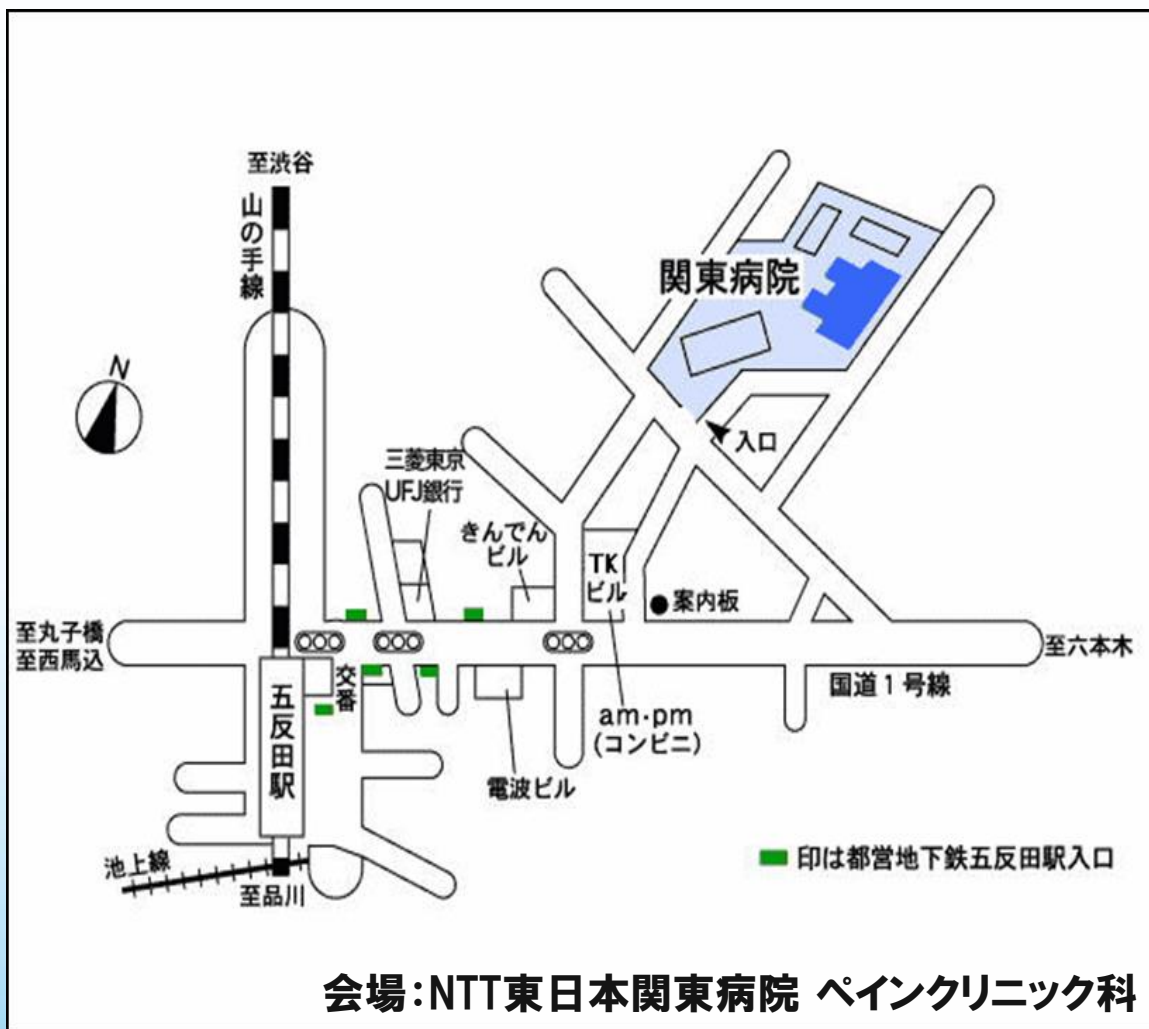 至渋谷
山の手線
N
関東病院
入口
三菱東京
UFJ銀行
きんでん
ビル
TK
ビル
案内板
至丸子橋
至西馬込
至六本木
国道1号線
交番
五反田駅
am・pm
(コンビニ)
電波ビル
池上線
至品川
印は都営地下鉄五反田駅入口
会場:NTT東日本関東病院 ペインクリニック科